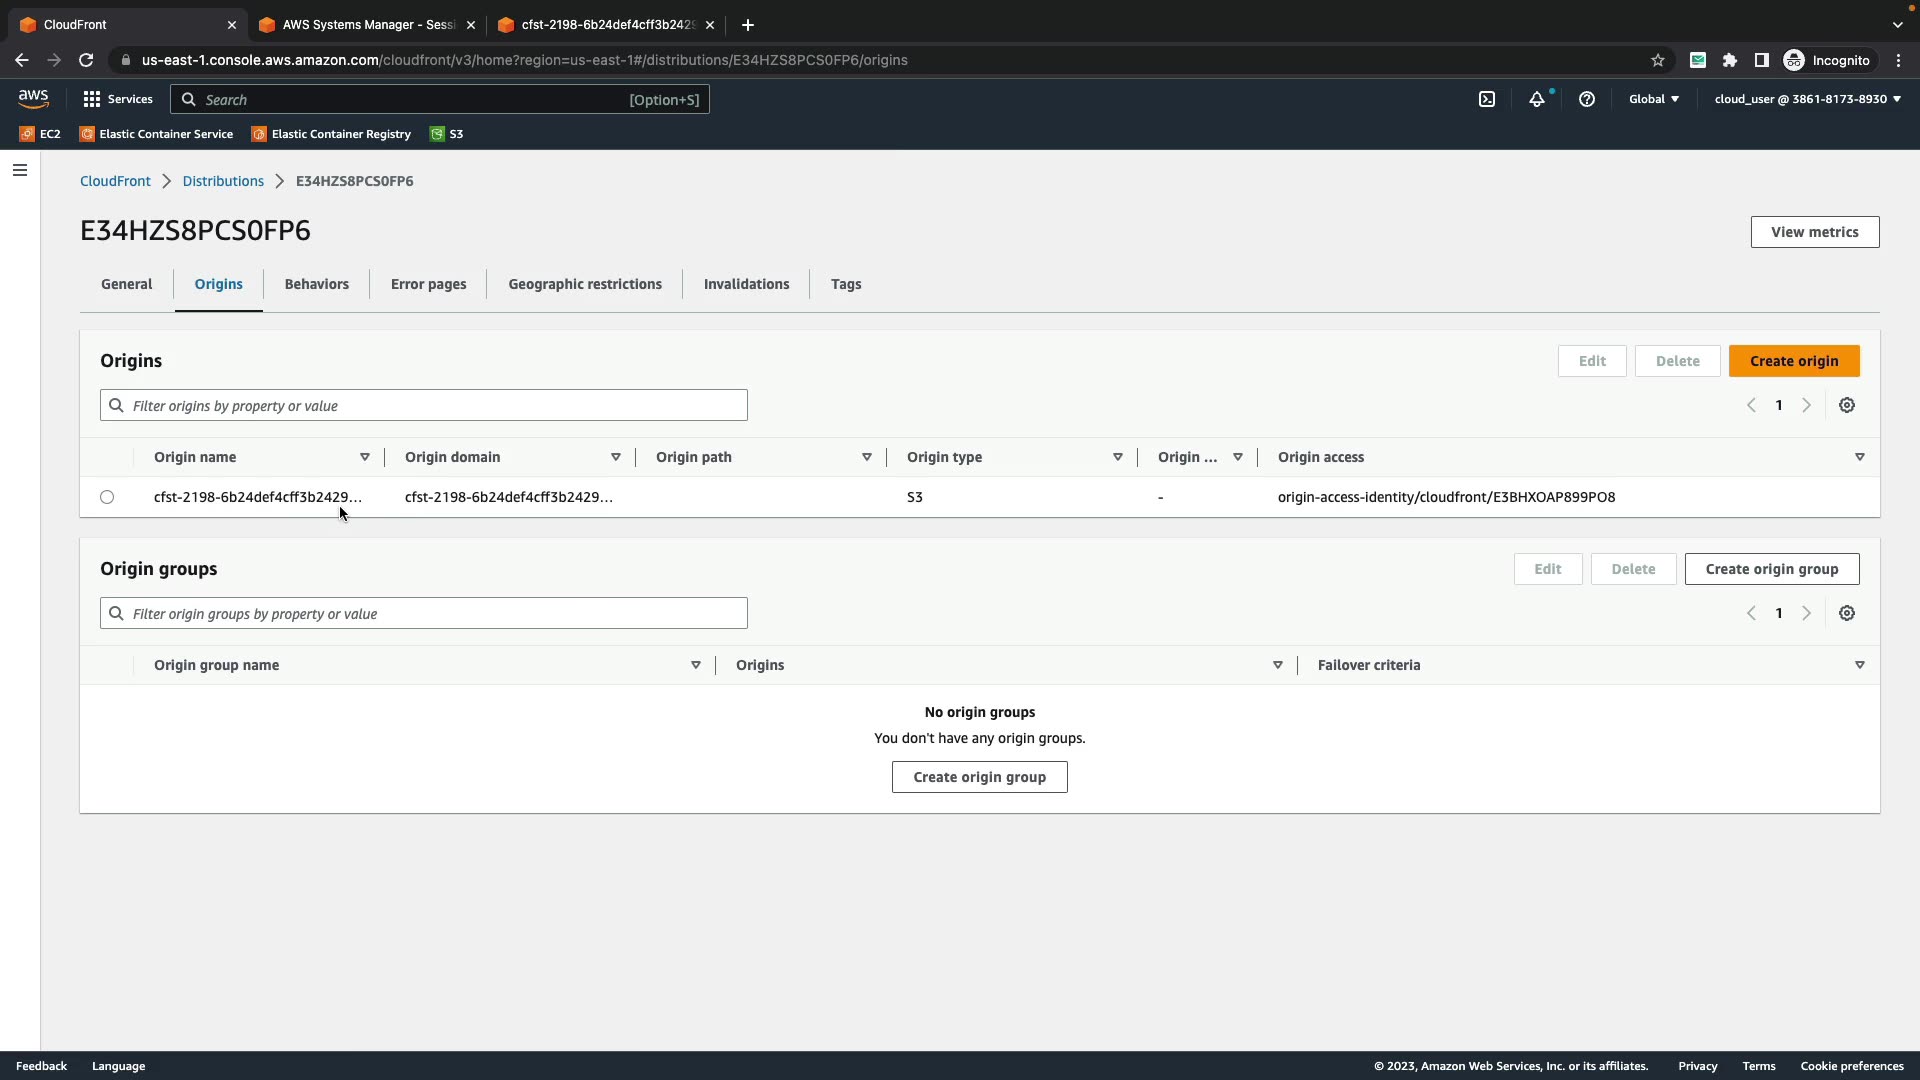 CloudFront
AWS Systems Manager - Sessi
cfst-2198-6b24def4cff3b2429
us-east-1.console.aws.amazon.com/cloudfront/v3/home?region=us-east-1#/distributions/E34HZS8PCS0FP6/origins
Incognito
aws
Services
Search
[Option+S]
Global
cloud_user @ 3861-8173-8930
EC2
Elastic Container Service
Elastic Container Registry
S3
CloudFront
Distributions
E34HZS8PCS0FP6
E34HZS8PCS0FP6
View metrics
General
Origins
Behaviors
Error pages
Geographic restrictions
Invalidations
Tags
Origins
Edit
Delete
Create origin
Filter origins by property or value
1
Origin name
Origin domain
Origin path
Origin type
Origin ...
Origin access
cfst-2198-6b24def4cff3b2429...
cfst-2198-6b24def4cff3b2429...
S3
-
origin-access-identity/cloudfront/E3BHXOAP899PO8
Origin groups
Edit
Delete
Create origin group
Filter origin groups by property or value
1
Origin group name
Origins
Failover criteria
No origin groups
You don't have any origin groups.
Create origin group
Feedback
Language
© 2023, Amazon Web Services, Inc. or its affiliates.
Privacy
Terms
Cookie preferences